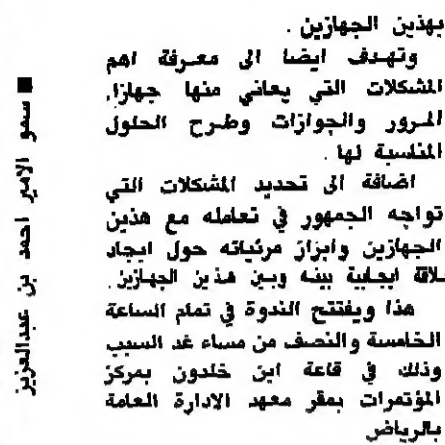 بهذين الجهازين .
وتهدف ايضا الى معرفة اهم
المشكلات التي يعاني منها جهازا
المرور والجوازات وطرح الحلول
المناسبة لها .
اضافة الى تحديد المشكلات التي
تواجه الجمهور في تعامله مع هذين
الجهازين وابراز مرئياته حول ايجاد
ـلاقة ايجابية بينه وبين هذين الجهازين .
هذا ويفتتح الندوة في تمام الساعة
الخامسة والنصف من مساء غد السبت
وذلك في قاعة ابن خلدون بمركز
المؤتمرات بمقر معهد الادارة العامة
بالرياض
■ سمو الامير احمد بن عبدالعزيز